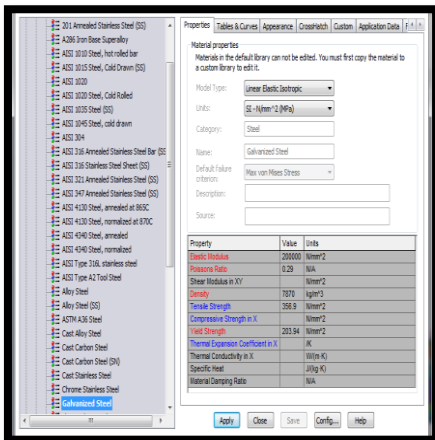 201 Annealed Stainless Steel (SS)
A286 Iron Base Superalloy
AISI 1010 Steel, hot rolled bar
AISI 1015 Steel, Cold Drawn (SS)
AISI 1020
AISI 1020 Steel, Cold Rolled
AISI 1035 Steel (SS)
AISI 1045 Steel, cold drawn
AISI 304
AISI 316 Annealed Stainless Steel Bar (SS
AISI 316 Stainless Steel Sheet (SS)
AISI 321 Annealed Stainless Steel (SS)
AISI 347 Annealed Stainless Steel (SS)
AISI 4130 Steel, annealed at 865C
AISI 4130 Steel, normalized at 870C
AISI 4340 Steel, annealed
AISI 4340 Steel, normalized
AISI Type 316L stainless steel
AISI Type A2 Tool Steel
Alloy Steel
Alloy Steel (SS)
ASTM A36 Steel
Cast Alloy Steel
Cast Carbon Steel
Cast Carbon Steel (SN)
Cast Stainless Steel
Chrome Stainless Steel
Galvanized Steel
Properties Tables & Curves Appearance CrossHatch Custom Application Data F
Material properties
Materials in the default library can not be edited. You must first copy the material to
a custom library to edit it.
Model Type: Linear Elastic Isotropic
Units: SI - N/mm^2 (MPa)
Category: Steel
Name: Galvanized Steel
Default failure
criterion: Max von Mises Stress
Description:
Source:
Property Value Units
Elastic Modulus 200000 N/mm^2
Poissons Ratio 0.29 N/A
Shear Modulus in XY N/mm^2
Density 7870 kg/m^3
Tensile Strength 356.9 N/mm^2
Compressive Strength in X N/mm^2
Yield Strength 203.94 N/mm^2
Thermal Expansion Coefficient in X /K
Thermal Conductivity in X W/(m·K)
Specific Heat J/(kg·K)
Material Damping Ratio N/A
Apply Close Save Config... Help